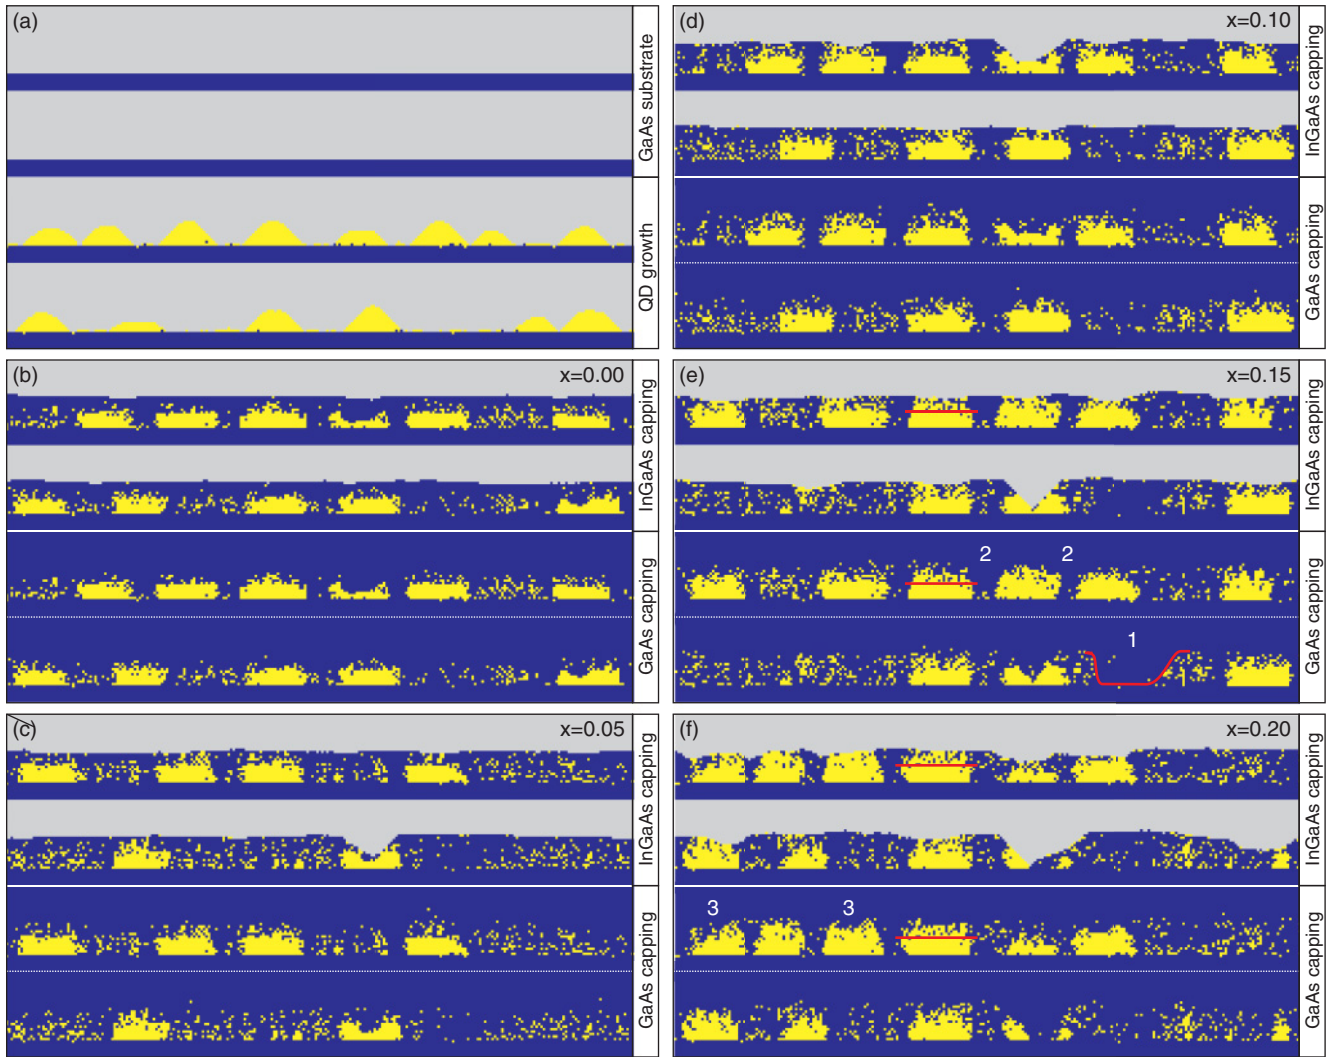 (a)
GaAs substrate
QD growth
(b)
x=0.00
InGaAs capping
GaAs capping
(c)
x=0.05
InGaAs capping
GaAs capping
(d)
x=0.10
InGaAs capping
GaAs capping
(e)
x=0.15
InGaAs capping
2
2
1
GaAs capping
(f)
x=0.20
InGaAs capping
3
3
GaAs capping